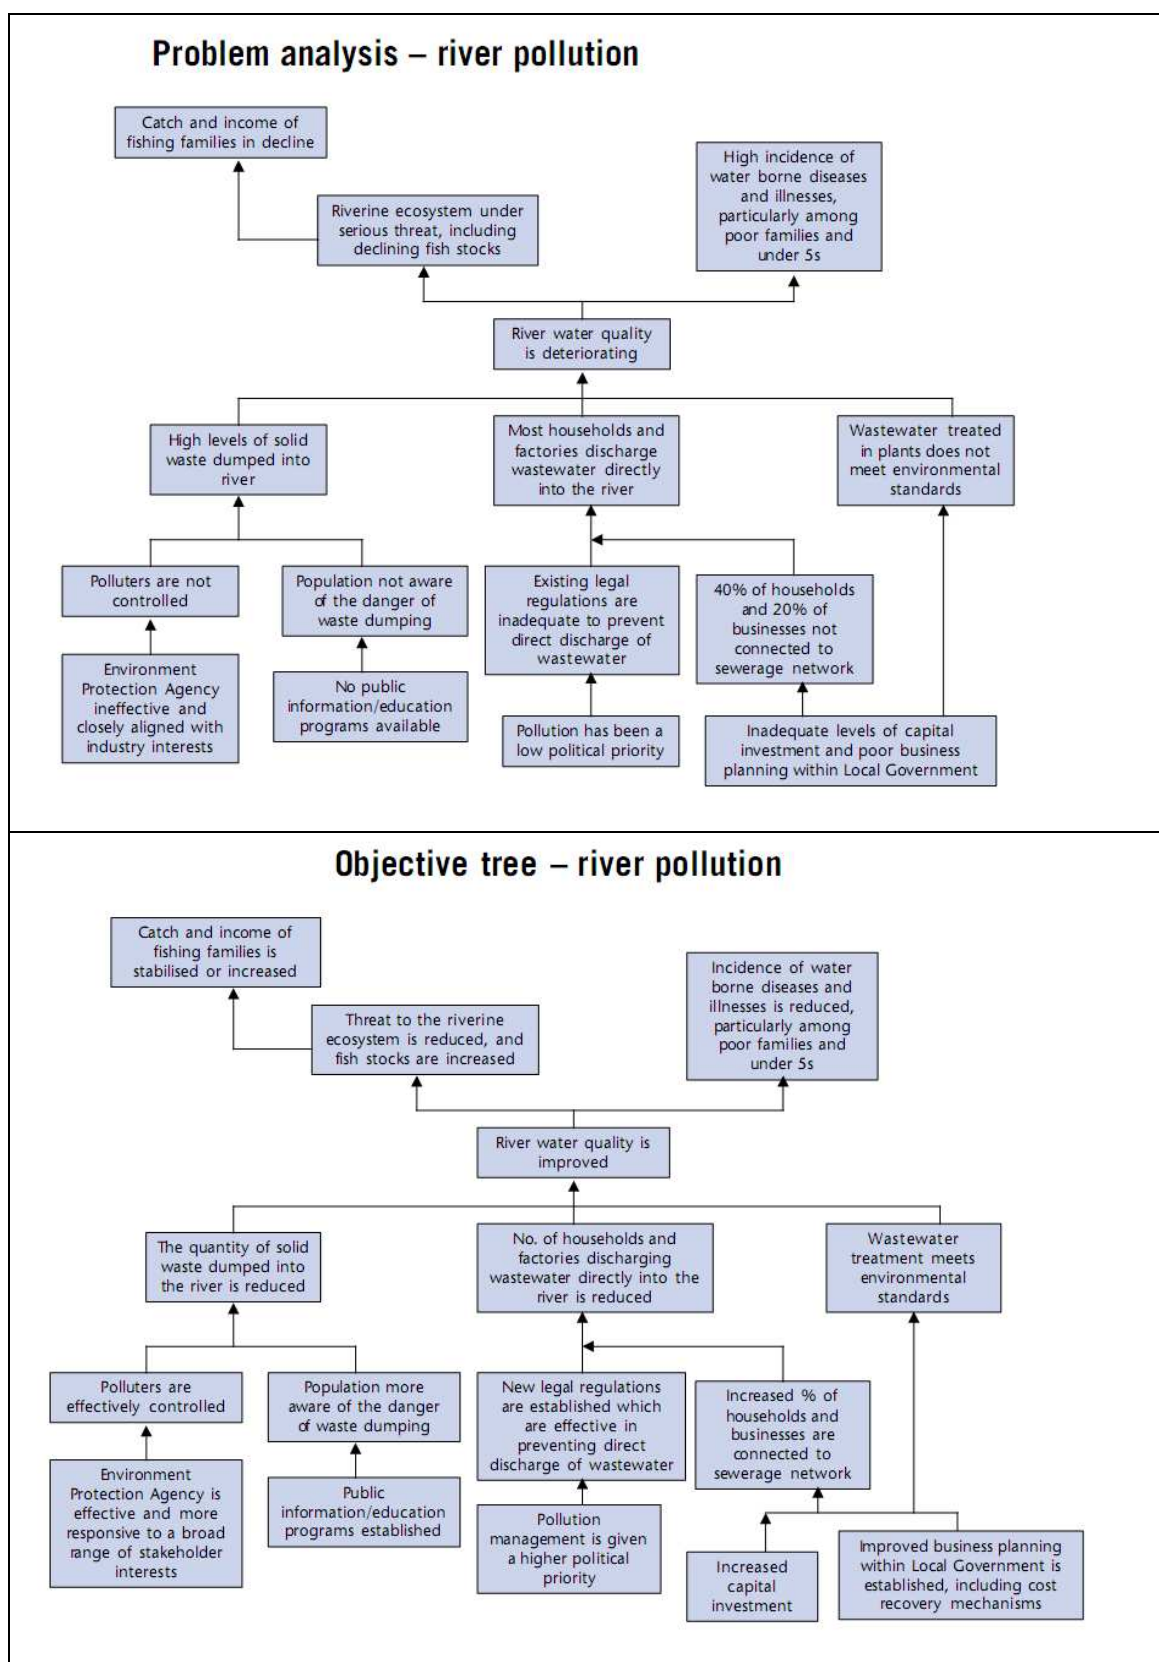 Problem analysis – river pollution
Catch and income of
fishing families in decline
High incidence of
water borne diseases
and illnesses,
particularly among
poor families and
under 5s
Riverine ecosystem under
serious threat, including
declining fish stocks
River water quality
is deteriorating
High levels of solid
waste dumped into
river
Most households and
factories discharge
wastewater directly
into the river
Wastewater treated
in plants does not
meet environmental
standards
Polluters are not
controlled
Population not aware
of the danger of
waste dumping
Existing legal
regulations are
inadequate to prevent
direct discharge of
wastewater
40% of households
and 20% of
businesses not
connected to
sewerage network
Environment
Protection Agency
ineffective and
closely aligned with
industry interests
No public
information/education
programs available
Pollution has been a
low political priority
Inadequate levels of capital
investment and poor business
planning within Local Government
Objective tree – river pollution
Catch and income of
fishing families is
stabilised or increased
Incidence of water
borne diseases and
illnesses is reduced,
particularly among
poor families and
under 5s
Threat to the riverine
ecosystem is reduced, and
fish stocks are increased
River water quality is
improved
The quantity of solid
waste dumped into
the river is reduced
No. of households and
factories discharging
wastewater directly into the
river is reduced
Wastewater
treatment meets
environmental
standards
Polluters are
effectively controlled
Population more
aware of the danger
of waste dumping
New legal regulations
are established which
are effective in
preventing direct
discharge of wastewater
Increased % of
households and
businesses are
connected to
sewerage network
Environment
Protection Agency is
effective and more
responsive to a broad
range of stakeholder
interests
Public
information/education
programs established
Pollution
management is given
a higher political
priority
Increased
capital
investment
Improved business planning
within Local Government is
established, including cost
recovery mechanisms